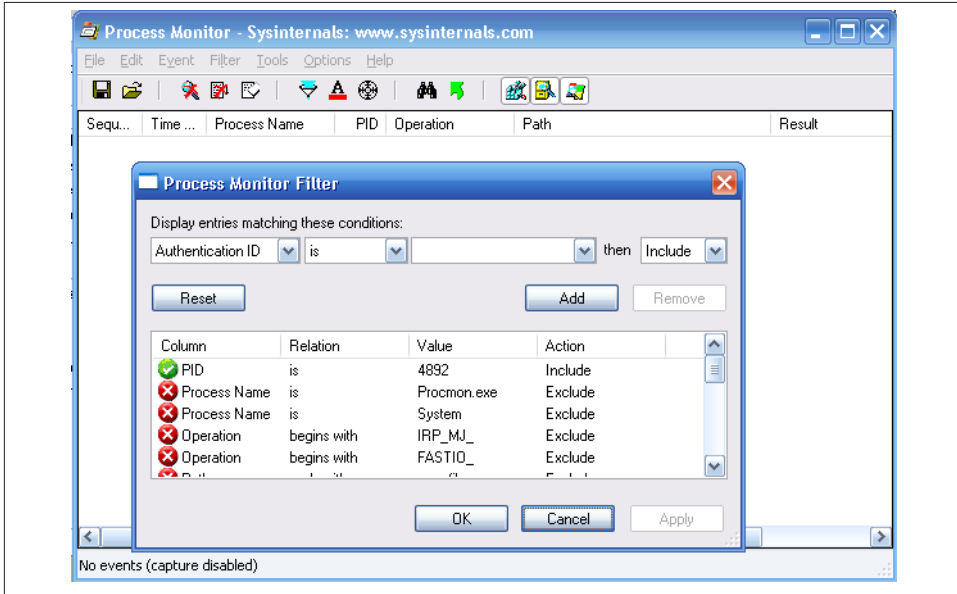 Process Monitor - Sysinternals: www.sysinternals.com
File Edit Event Filter Tools Options Help
Sequ... Time ... Process Name PID Operation Path Result
Process Monitor Filter
Display entries matching these conditions:
Authentication ID is then Include
Reset Add Remove
Column Relation Value Action
PID is 4892 Include
Process Name is Procmon.exe Exclude
Process Name is System Exclude
Operation begins with IRP_MJ_ Exclude
Operation begins with FASTIO_ Exclude
OK Cancel Apply
No events (capture disabled)